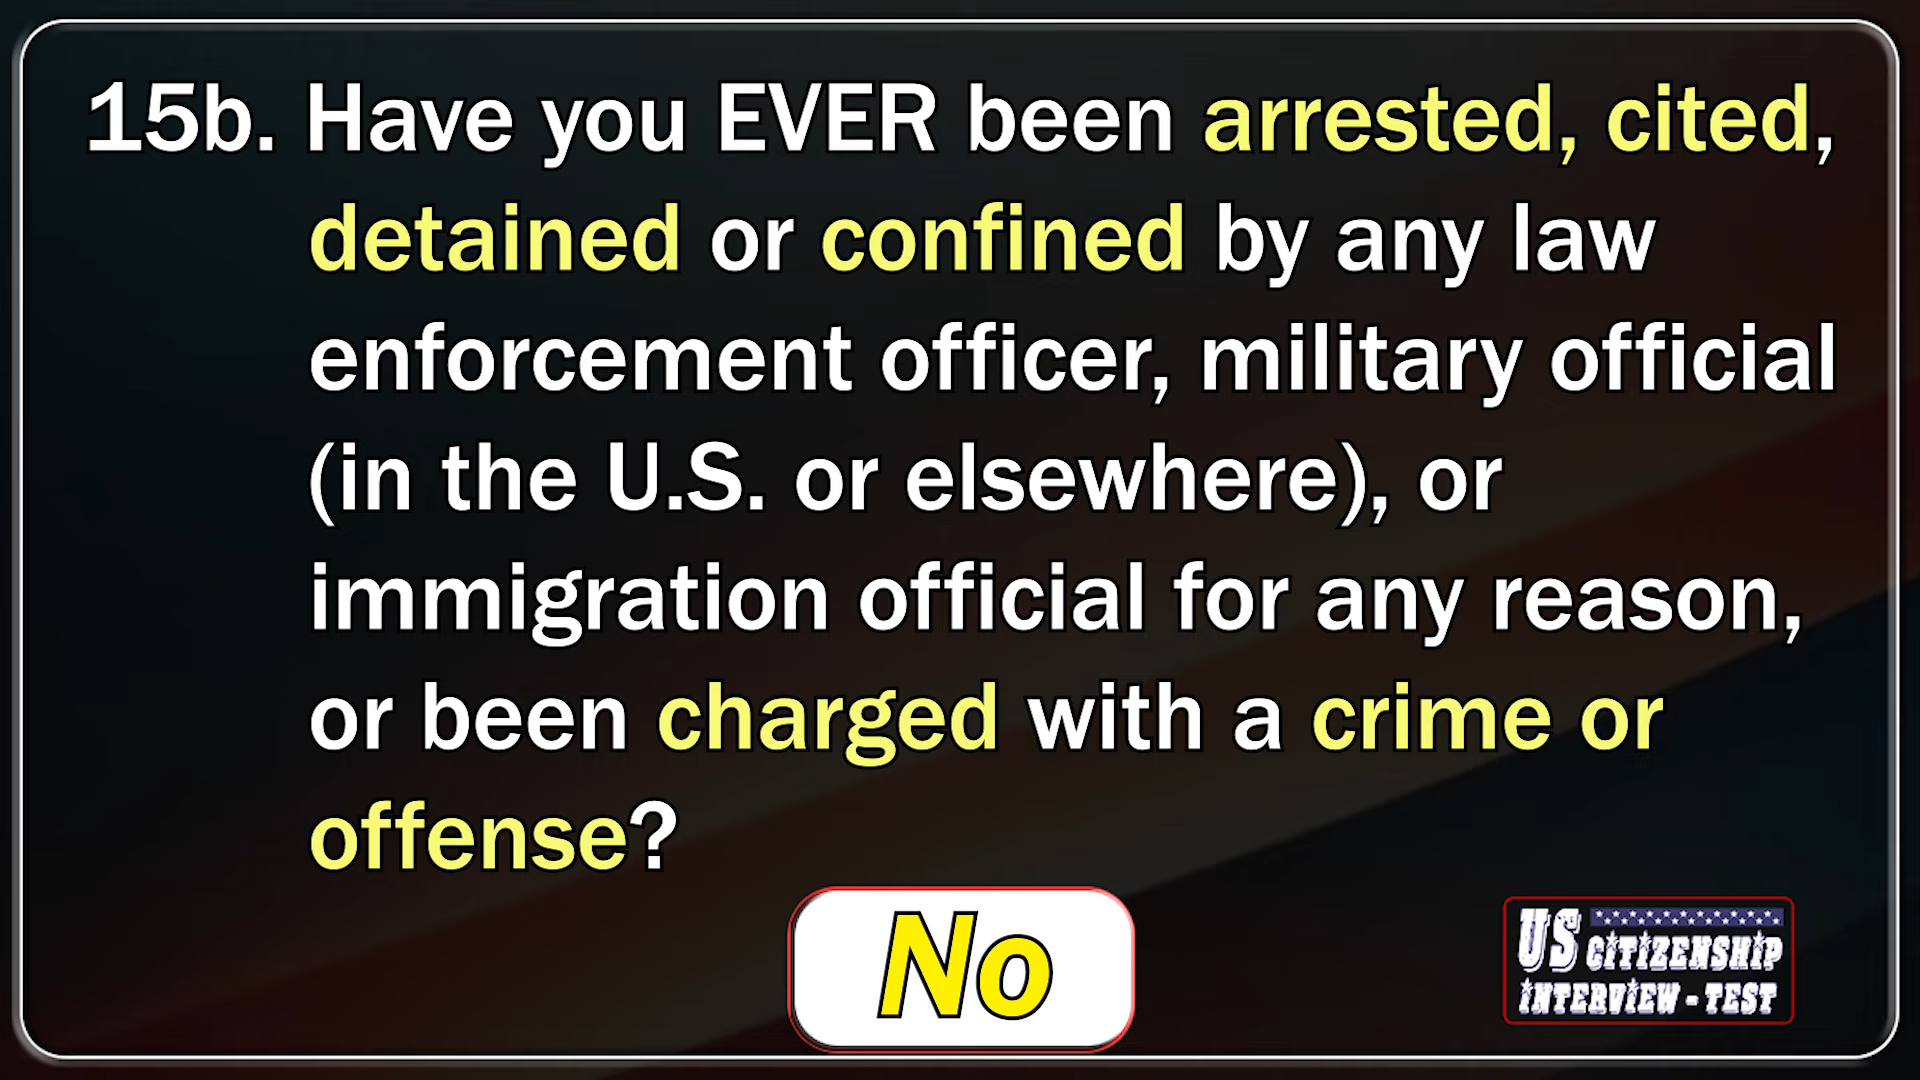 15b. Have you EVER been arrested, cited,
detained or confined by any law
enforcement officer, military official
(in the U.S. or elsewhere), or
immigration official for any reason,
or been charged with a crime or
offense?
No
US CITIZENSHIP
INTERVIEW - TEST